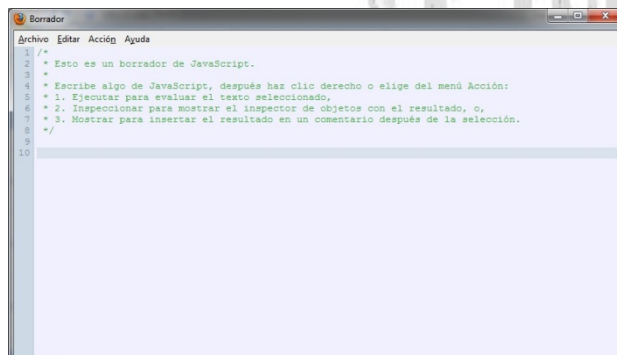 Borrador
Archivo Editar Acción Ayuda
1 /*
2 * Esto es un borrador de JavaScript.
3 *
4 * Escribe algo de JavaScript, después haz clic derecho o elige del menú Acción:
5 * 1. Ejecutar para evaluar el texto seleccionado,
6 * 2. Inspeccionar para mostrar el inspector de objetos con el resultado, o,
7 * 3. Mostrar para insertar el resultado en un comentario después de la selección.
8 */
9
10